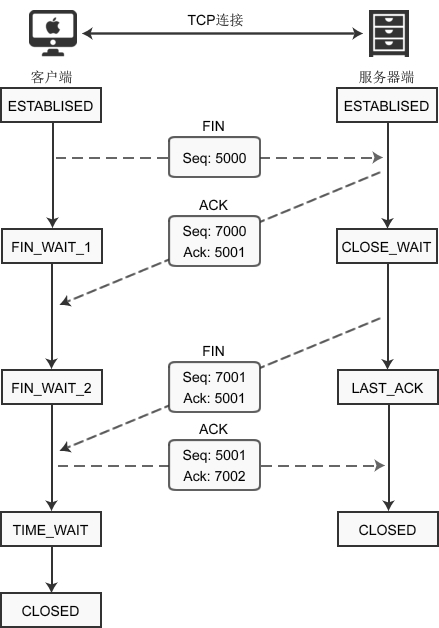 TCP连接
客户端
服务器端
ESTABLISED
ESTABLISED
FIN
Seq: 5000
ACK
Seq: 7000
Ack: 5001
FIN_WAIT_1
CLOSE_WAIT
FIN
Seq: 7001
Ack: 5001
FIN_WAIT_2
LAST_ACK
ACK
Seq: 5001
Ack: 7002
TIME_WAIT
CLOSED
CLOSED